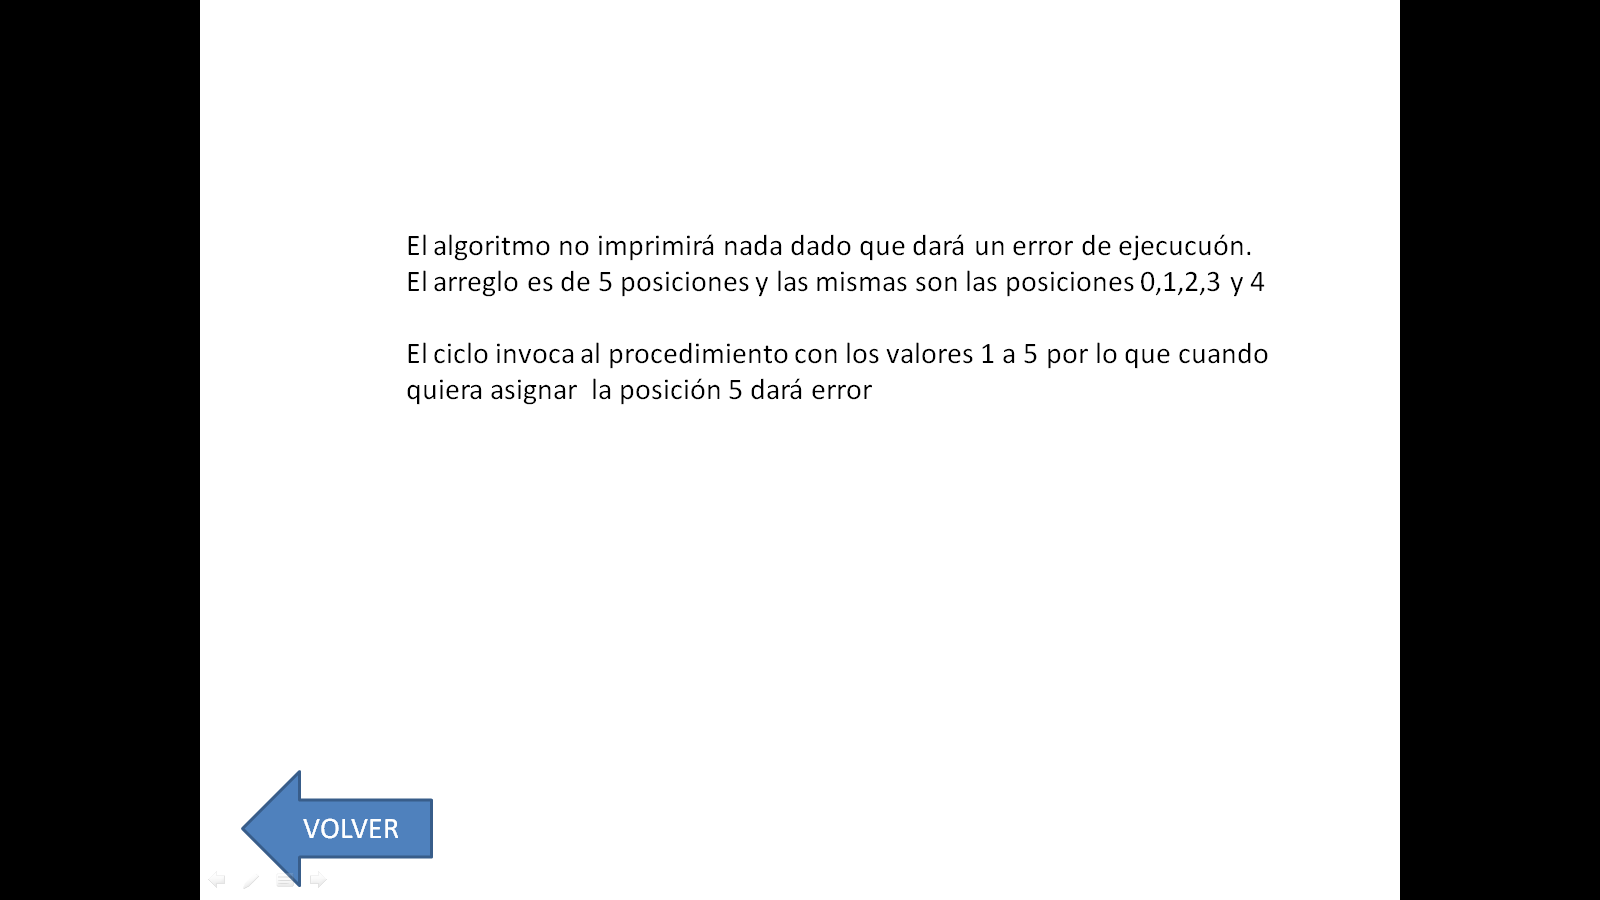 El algoritmo no imprimirá nada dado que dará un error de ejecucuón.
El arreglo es de 5 posiciones y las mismas son las posiciones 0,1,2,3 y 4
El ciclo invoca al procedimiento con los valores 1 a 5 por lo que cuando
quiera asignar  la posición 5 dará error
VOLVER